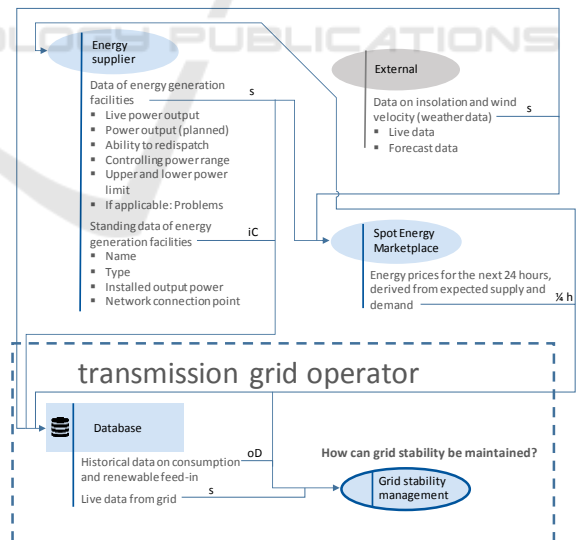 OLOGY PUBLICATIONS
Energy
supplier
Data of energy generation
facilities
s
▪ Live power output
▪ Power output (planned)
▪ Ability to redispatch
▪ Controlling power range
▪ Upper and lower power
limit
▪ If applicable: Problems
Standing data of energy
generation facilities
iC
▪ Name
▪ Type
▪ Installed output power
▪ Network connection point
External
Data on insolation and wind
velocity (weather data)
s
▪ Live data
▪ Forecast data
Spot Energy
Marketplace
Energy prices for the next 24 hours,
derived from expected supply and
demand
¼ h
transmission grid operator
Database
Historical data on consumption
and renewable feed-in
oD
Live data from grid
s
How can grid stability be maintained?
Grid stability
management